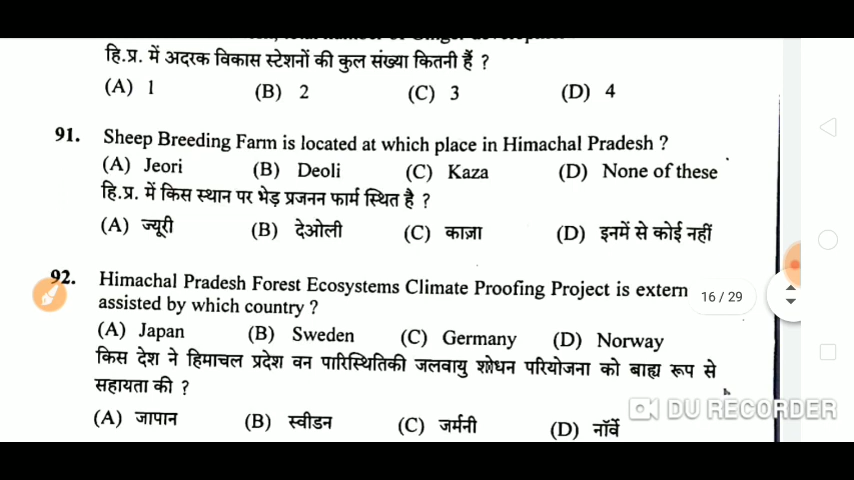 हि.प्र. में अदरक विकास स्टेशनों की कुल संख्या कितनी हैं ?
(A) 1 (B) 2 (C) 3 (D) 4
91. Sheep Breeding Farm is located at which place in Himachal Pradesh ?
(A) Jeori (B) Deoli (C) Kaza (D) None of these
हि.प्र. में किस स्थान पर भेड़ प्रजनन फार्म स्थित है ?
(A) ज्यूरी (B) देओली (C) काज़ा (D) इनमें से कोई नहीं
92. Himachal Pradesh Forest Ecosystems Climate Proofing Project is extern
16 / 29
assisted by which country ?
(A) Japan (B) Sweden (C) Germany (D) Norway
किस देश ने हिमाचल प्रदेश वन पारिस्थितिकी जलवायु शोधन परियोजना को बाह्य रूप से
सहायता की ?
(A) जापान (B) स्वीडन (C) जर्मनी (D) नॉर्वे
DU RECORDER